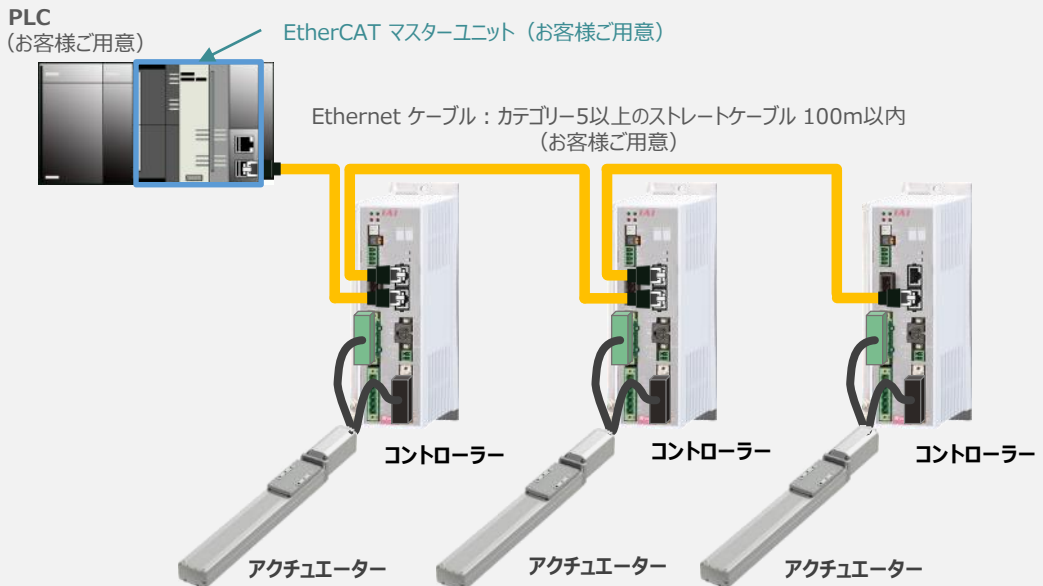 PLC
（お客様ご用意）
EtherCAT マスターユニット（お客様ご用意）
Ethernet ケーブル：カテゴリー5以上のストレートケーブル 100m以内
（お客様ご用意）
IAI
IAI
IAI
コントローラー
コントローラー
コントローラー
アクチュエーター
アクチュエーター
アクチュエーター